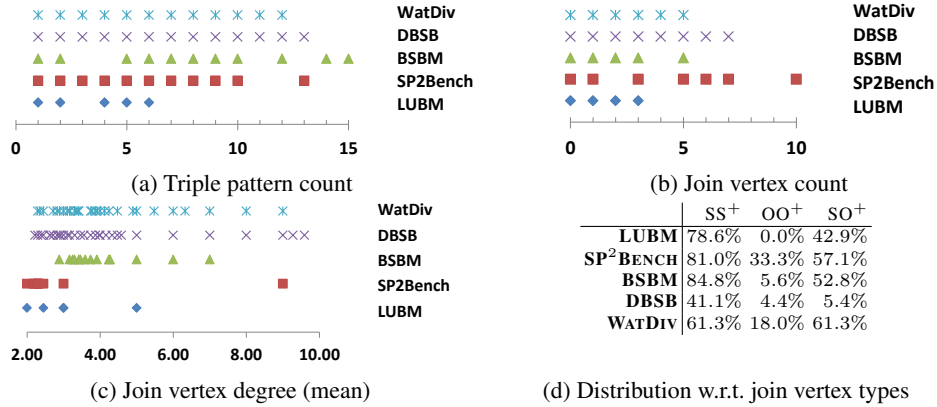 WatDiv
DBSB
BSBM
SP2Bench
LUBM
0 5 10 15
(a) Triple pattern count
WatDiv
DBSB
BSBM
SP2Bench
LUBM
0 5 10
(b) Join vertex count
WatDiv
DBSB
BSBM
SP2Bench
LUBM
2.00 4.00 6.00 8.00 10.00
(c) Join vertex degree (mean)
SS⁺ OO⁺ SO⁺
LUBM 78.6% 0.0% 42.9%
SP²BENCH 81.0% 33.3% 57.1%
BSBM 84.8% 5.6% 52.8%
DBSB 41.1% 4.4% 5.4%
WATDIV 61.3% 18.0% 61.3%
(d) Distribution w.r.t. join vertex types